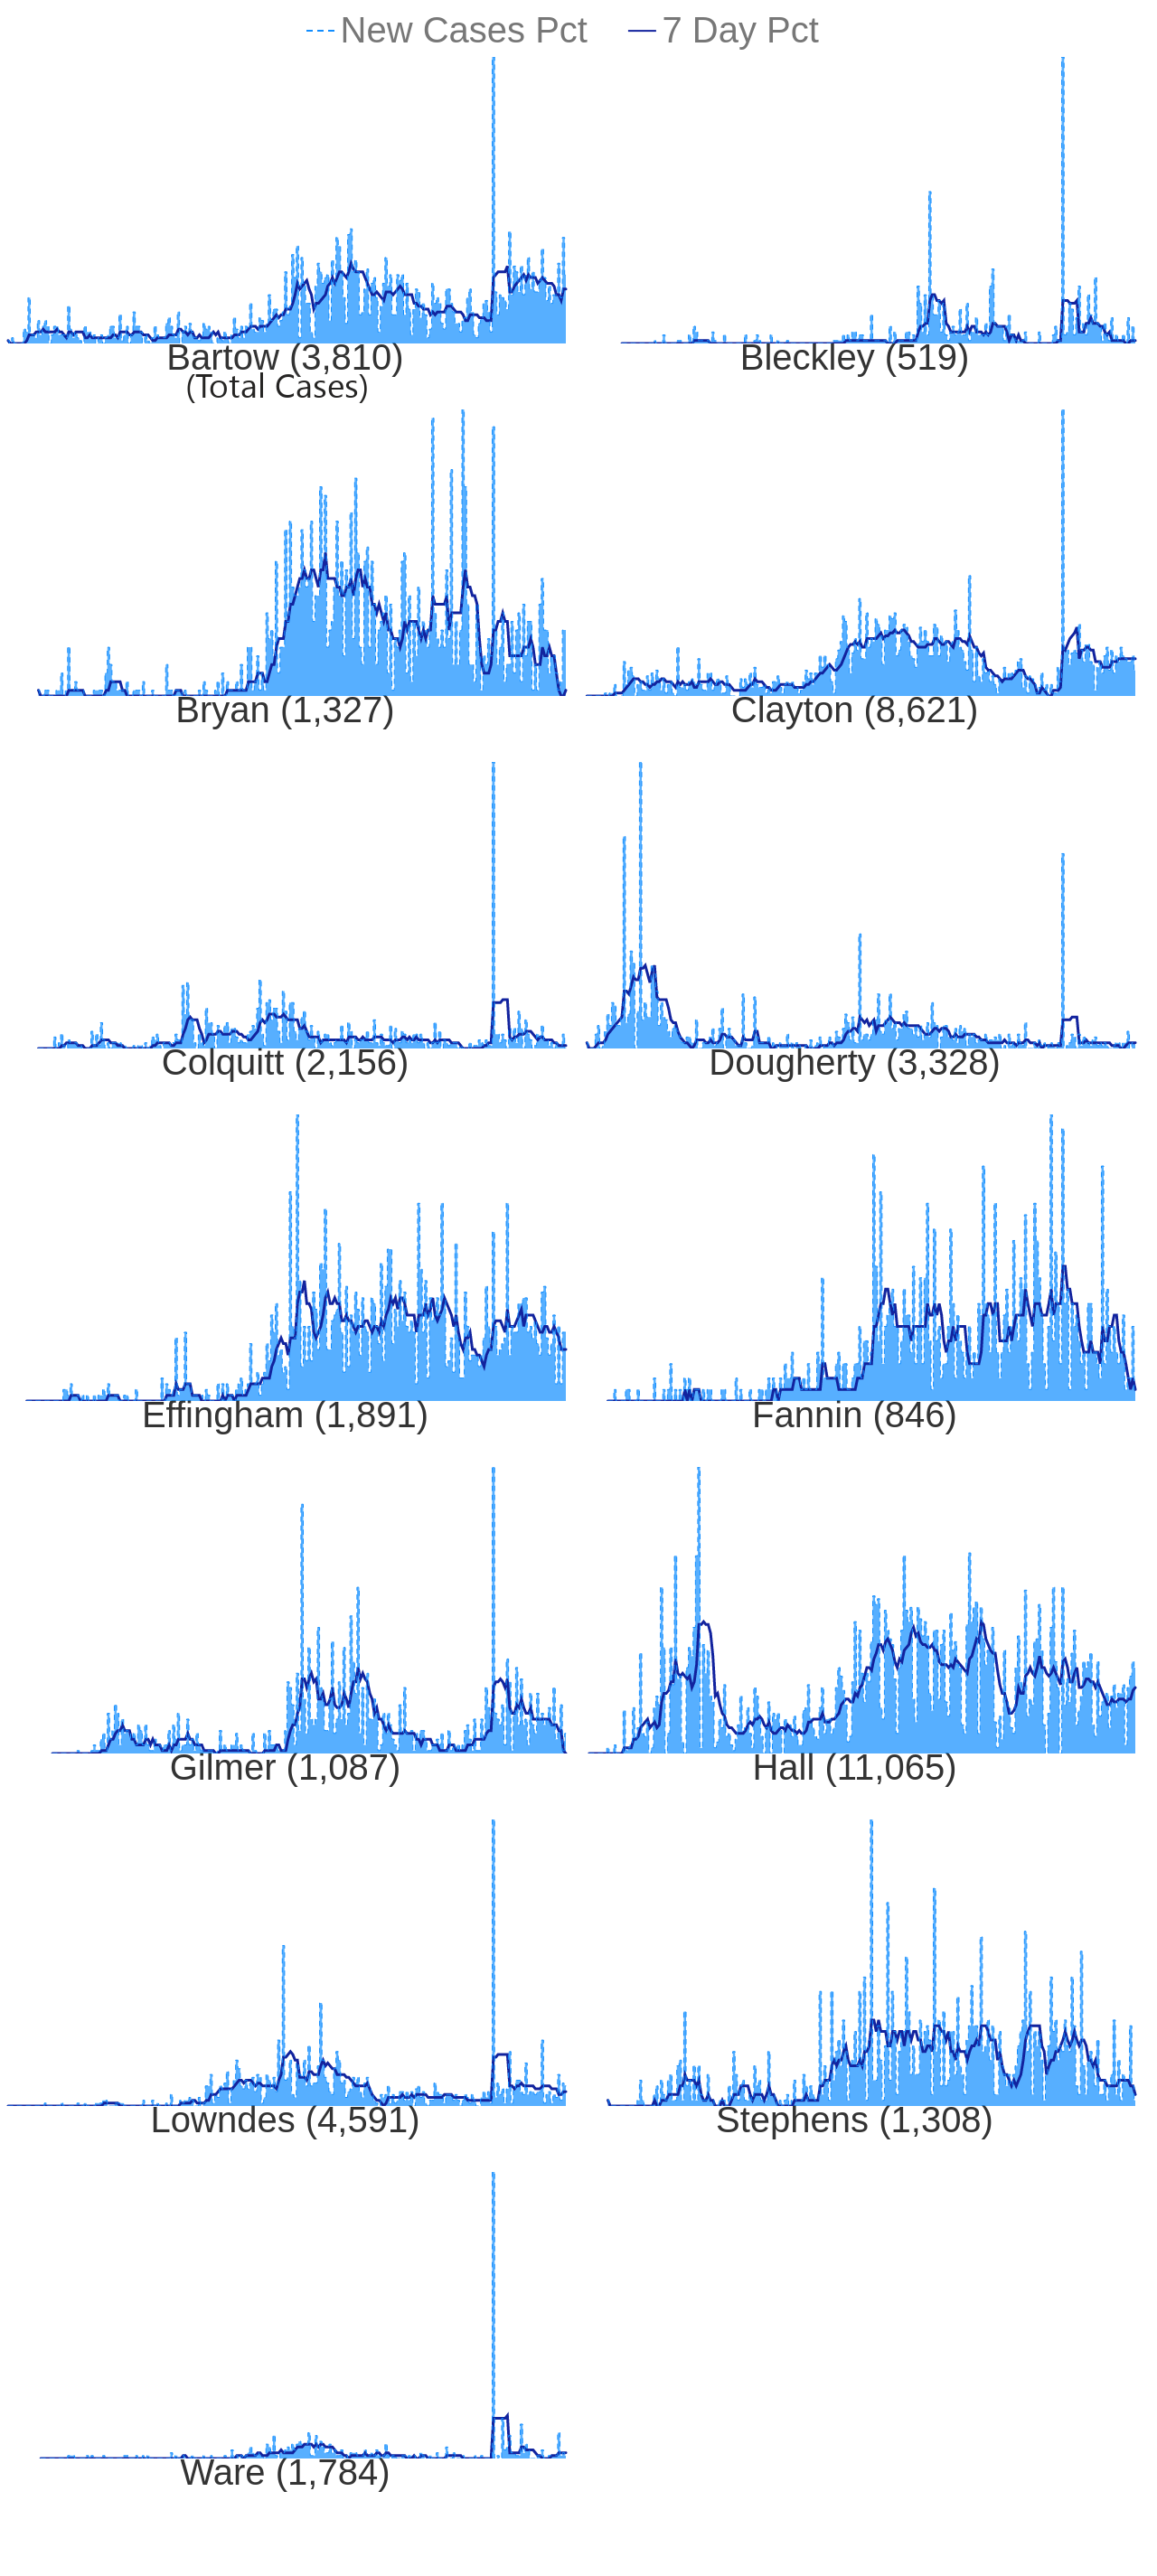 New Cases Pct 7 Day Pct
Bartow (3,810) Bleckley (519)
(Total Cases)
Bryan (1,327) Clayton (8,621)
Colquitt (2,156) Dougherty (3,328)
Effingham (1,891) Fannin (846)
Gilmer (1,087) Hall (11,065)
Lowndes (4,591) Stephens (1,308)
Ware (1,784)